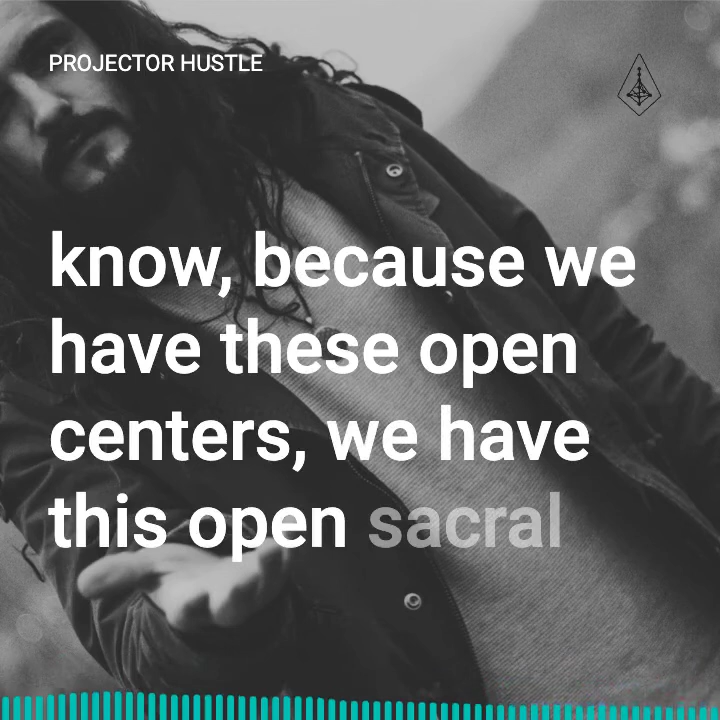 PROJECTOR HUSTLE
know, because we
have these open
centers, we have
this open sacral